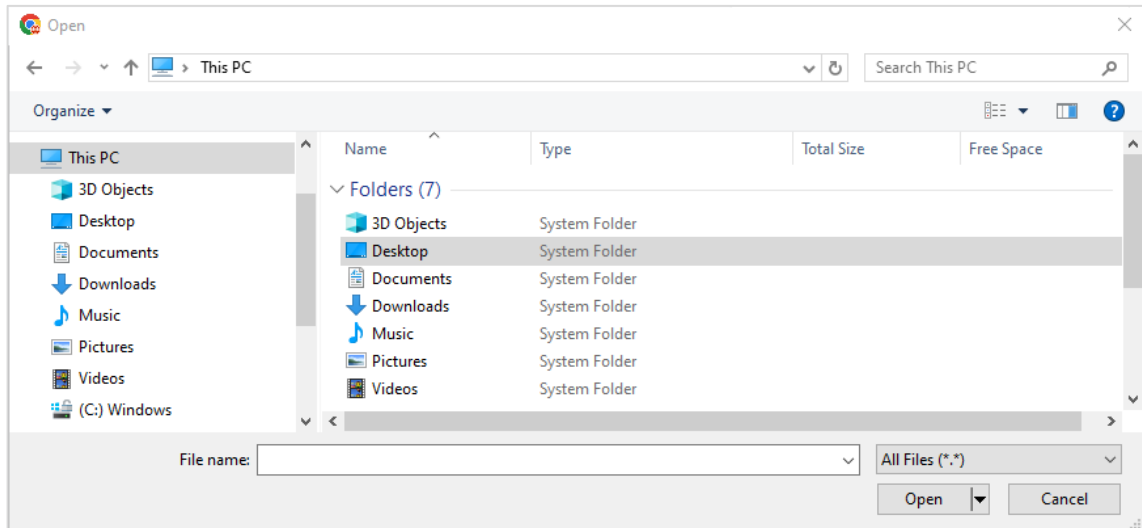 Open
This PC
Search This PC
Organize
This PC
3D Objects
Desktop
Documents
Downloads
Music
Pictures
Videos
(C:) Windows
Name Type Total Size Free Space
Folders (7)
3D Objects System Folder
Desktop System Folder
Documents System Folder
Downloads System Folder
Music System Folder
Pictures System Folder
Videos System Folder
File name: All Files (*.*)
Open Cancel